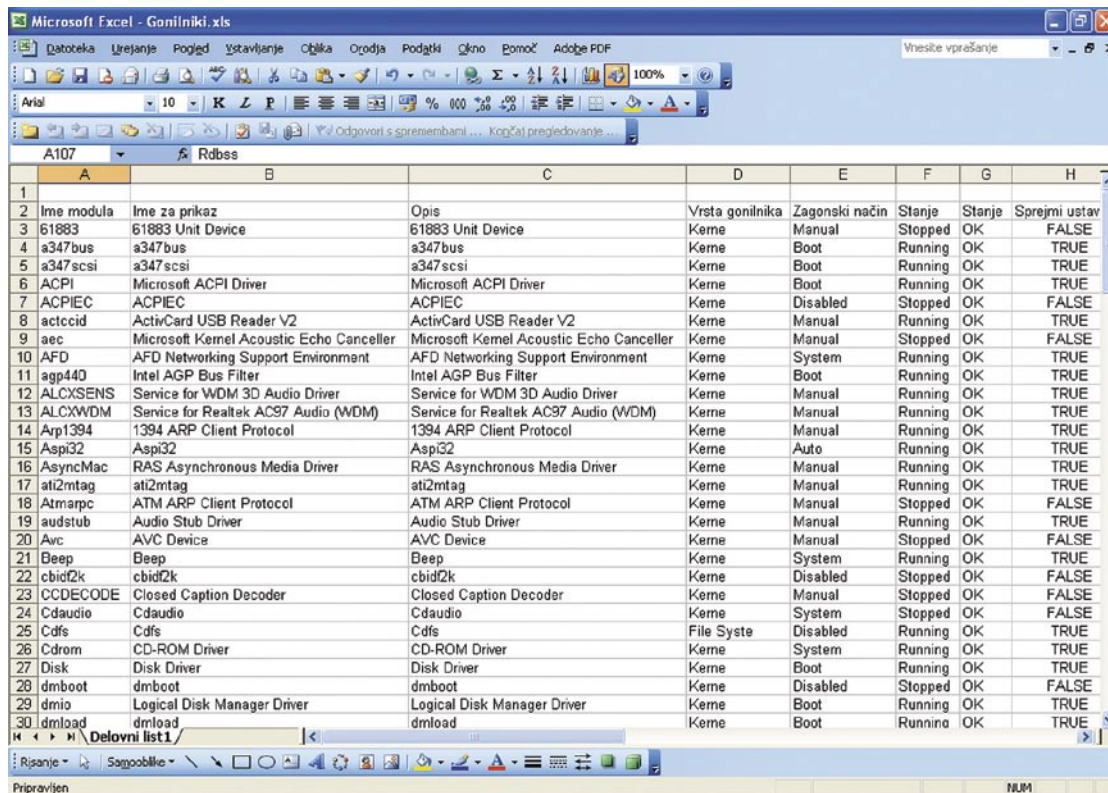 Microsoft Excel - Gonilniki.xls
Datoteka Urejanje Pogled Vstavljanje Oblika Orodja Podatki Okno Pomoč Adobe PDF Vnesite vprašanje
100%
Arial 10 K L P % 000
Odgovori s spremembami ... Končaj pregledovanje ...
A107 fx Rdbss
A B C D E F G H
1
2 Ime modula Ime za prikaz Opis Vrsta gonilnika Zagonski način Stanje Stanje Sprejmi ustav
3 61883 61883 Unit Device 61883 Unit Device Kerne Manual Stopped OK FALSE
4 a347bus a347bus a347bus Kerne Boot Running OK TRUE
5 a347scsi a347scsi a347scsi Kerne Boot Running OK TRUE
6 ACPI Microsoft ACPI Driver Microsoft ACPI Driver Kerne Boot Running OK TRUE
7 ACPIEC ACPIEC ACPIEC Kerne Disabled Stopped OK FALSE
8 actccid ActivCard USB Reader V2 ActivCard USB Reader V2 Kerne Manual Running OK TRUE
9 aec Microsoft Kernel Acoustic Echo Canceller Microsoft Kernel Acoustic Echo Canceller Kerne Manual Stopped OK FALSE
10 AFD AFD Networking Support Environment AFD Networking Support Environment Kerne System Running OK TRUE
11 agp440 Intel AGP Bus Filter Intel AGP Bus Filter Kerne Boot Running OK TRUE
12 ALCXSENS Service for WDM 3D Audio Driver Service for WDM 3D Audio Driver Kerne Manual Running OK TRUE
13 ALCXWDM Service for Realtek AC97 Audio (WDM) Service for Realtek AC97 Audio (WDM) Kerne Manual Running OK TRUE
14 Arp1394 1394 ARP Client Protocol 1394 ARP Client Protocol Kerne Manual Running OK TRUE
15 Aspi32 Aspi32 Aspi32 Kerne Auto Running OK TRUE
16 AsyncMac RAS Asynchronous Media Driver RAS Asynchronous Media Driver Kerne Manual Running OK TRUE
17 ati2mtag ati2mtag ati2mtag Kerne Manual Running OK TRUE
18 Atmarpc ATM ARP Client Protocol ATM ARP Client Protocol Kerne Manual Stopped OK FALSE
19 audstub Audio Stub Driver Audio Stub Driver Kerne Manual Running OK TRUE
20 Avc AVC Device AVC Device Kerne Manual Stopped OK FALSE
21 Beep Beep Beep Kerne System Running OK TRUE
22 cbidf2k cbidf2k cbidf2k Kerne Disabled Stopped OK FALSE
23 CCDECODE Closed Caption Decoder Closed Caption Decoder Kerne Manual Stopped OK FALSE
24 Cdaudio Cdaudio Cdaudio Kerne System Stopped OK FALSE
25 Cdfs Cdfs Cdfs File Syste Disabled Running OK TRUE
26 Cdrom CD-ROM Driver CD-ROM Driver Kerne System Running OK TRUE
27 Disk Disk Driver Disk Driver Kerne Boot Running OK TRUE
28 dmboot dmboot dmboot Kerne Disabled Stopped OK FALSE
29 dmio Logical Disk Manager Driver Logical Disk Manager Driver Kerne Boot Running OK TRUE
30 dmload dmload dmload Kerne Boot Running OK TRUE
Delovni list1
Risanje Samooblike
Pripravljen NUM